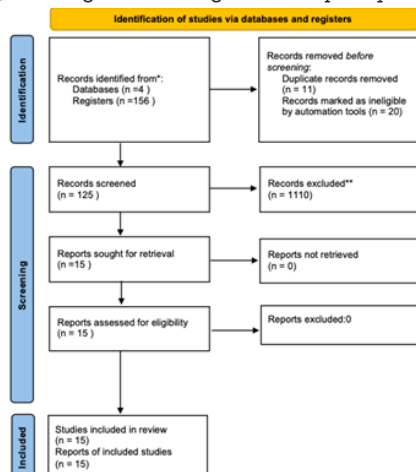 Identification of studies via databases and registers
Identification
Records identified from*:
Databases (n =4 )
Registers (n =156 )
Records removed before
screening:
Duplicate records removed
(n = 11)
Records marked as ineligible
by automation tools (n = 20)
Screening
Records screened
(n = 125 )
Records excluded**
(n = 1110)
Reports sought for retrieval
(n =15 )
Reports not retrieved
(n = 0)
Reports assessed for eligibility
(n = 15 )
Reports excluded:0
Included
Studies included in review
(n = 15)
Reports of included studies
(n = 15)